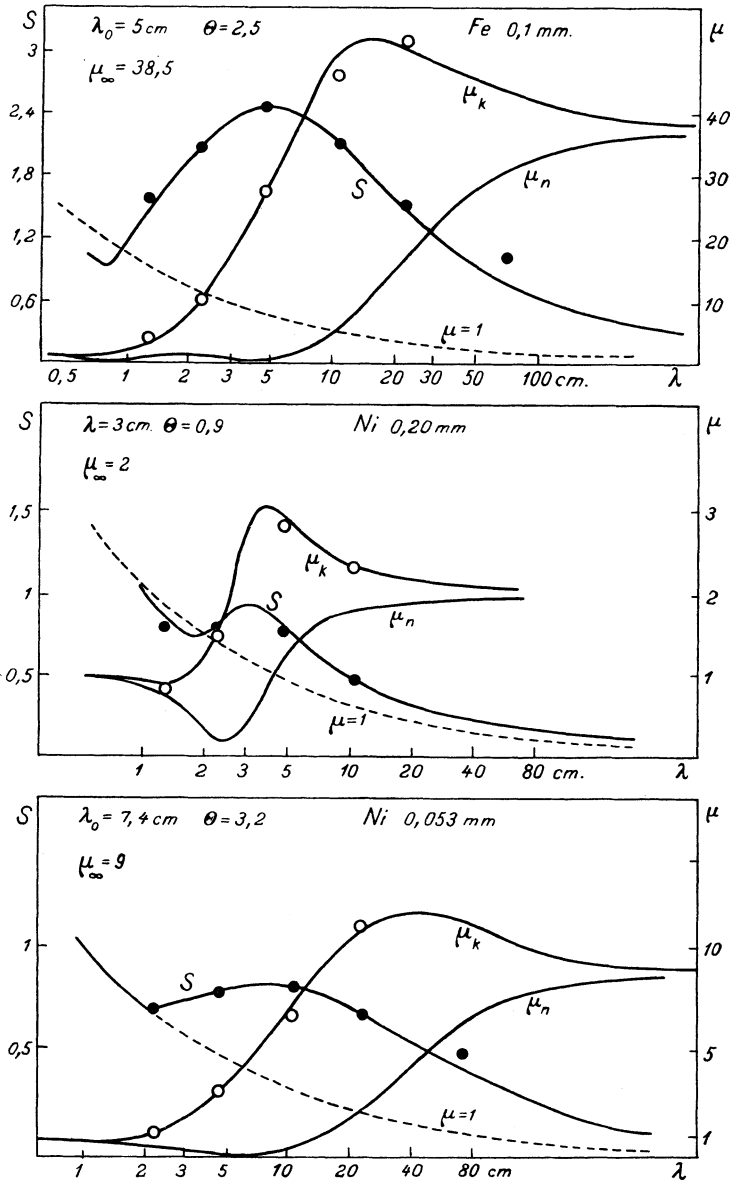 S λ₀ = 5 cm Θ = 2,5 Fe 0,1 mm. μ
μ∞ = 38,5
3
2,4
1,8
1,2
0,6
40
30
20
10
μk
μn
S
μ = 1
0,5 1 2 3 5 10 20 30 50 100 cm. λ
S λ = 3 cm. Θ = 0,9 Ni 0,20 mm μ
μ∞ = 2
1,5
1
0,5
3
2
1
μk
S
μn
μ = 1
1 2 3 5 10 20 40 80 cm. λ
S λ₀ = 7,4 cm Θ = 3,2 Ni 0,053 mm μ
μ∞ = 9
1
0,5
10
5
1
μk
S
μn
μ = 1
1 2 3 5 10 20 40 80 cm λ